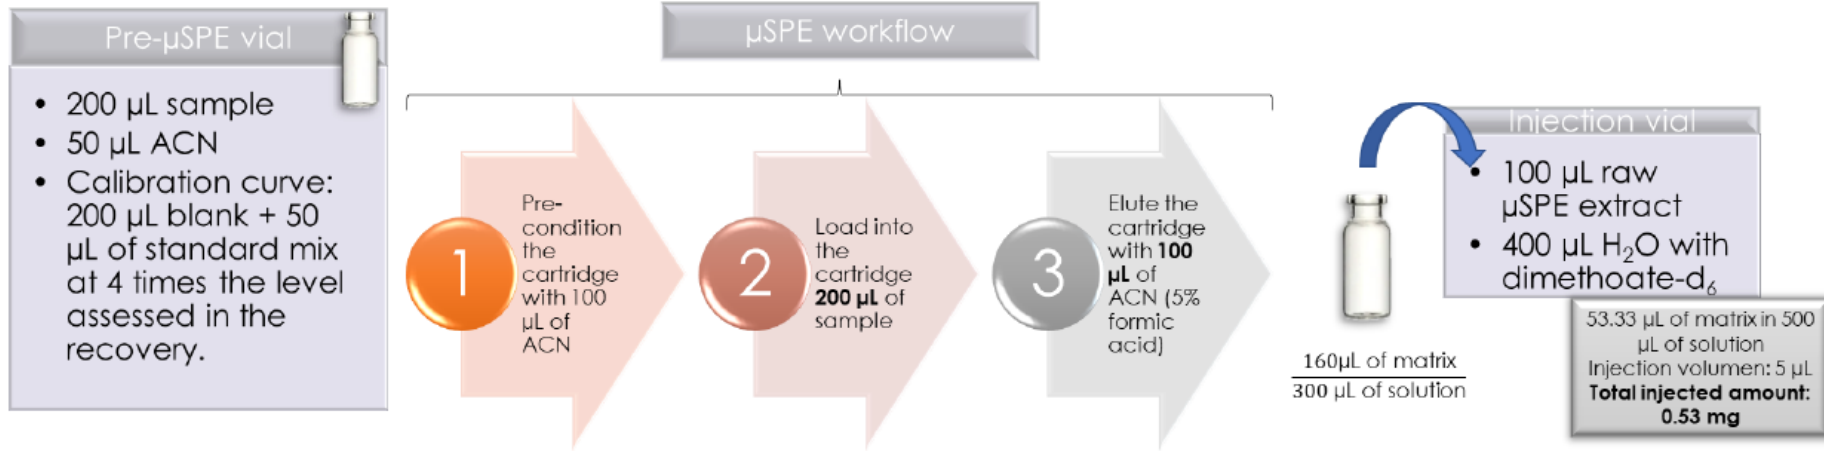 Pre-µSPE vial
• 200 µL sample
• 50 µL ACN
• Calibration curve:
200 µL blank + 50
µL of standard mix
at 4 times the level
assessed in the
recovery.
µSPE workflow
1
Pre-
condition
the
cartridge
with 100
µL of
ACN
2
Load into
the
cartridge
200 µL of
sample
3
Elute the
cartridge
with 100
µL of
ACN (5%
formic
acid)
160µL of matrix
300 µL of solution
Injection vial
• 100 µL raw
µSPE extract
• 400 µL H₂O with
dimethoate-d₆
53.33 µL of matrix in 500
µL of solution
Injection volumen: 5 µL
Total injected amount:
0.53 mg